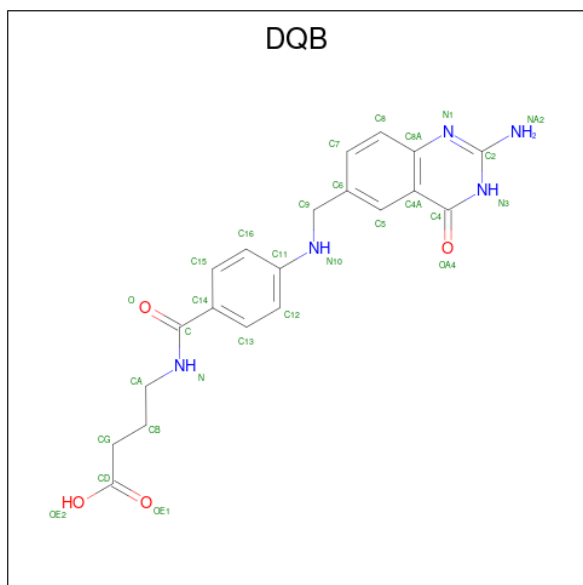 DQB
C8 N1 NA2
NH₂
N
C7 C8A C2
C6 NH
C9 C4A N3
C5 C4
C16 O
C15 C11 NH OA4
N10
C14 C12
O
O C C13
NH
CA N
CG CB
CD
HO O
OE2 OE1